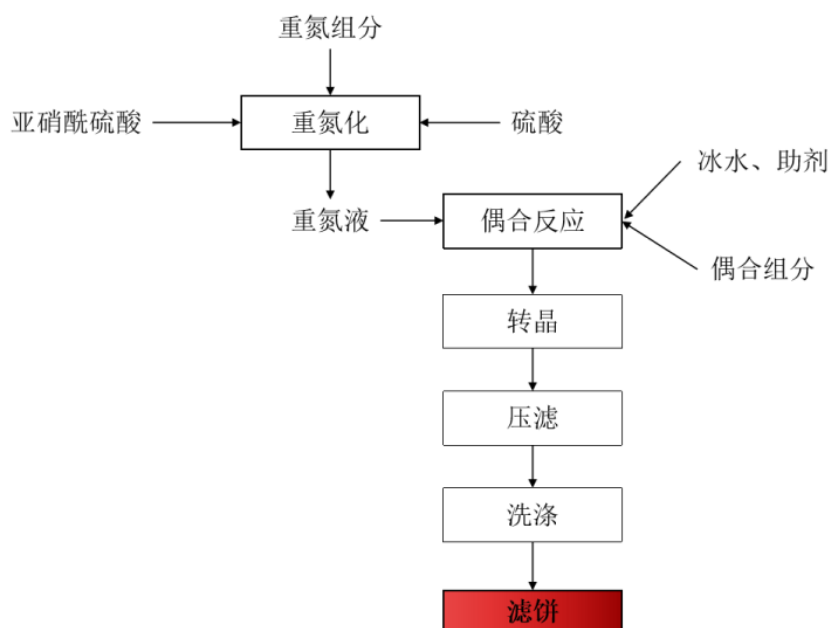 重氮组分
亚硝酰硫酸
重氮化
硫酸
冰水、助剂
重氮液
偶合反应
偶合组分
转晶
压滤
洗涤
滤饼